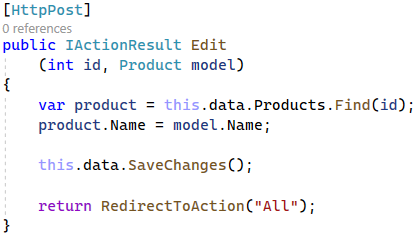 [HttpPost]
0 references
public IActionResult Edit
(int id, Product model)
{
var product = this.data.Products.Find(id);
product.Name = model.Name;
this.data.SaveChanges();
return RedirectToAction("All");
}